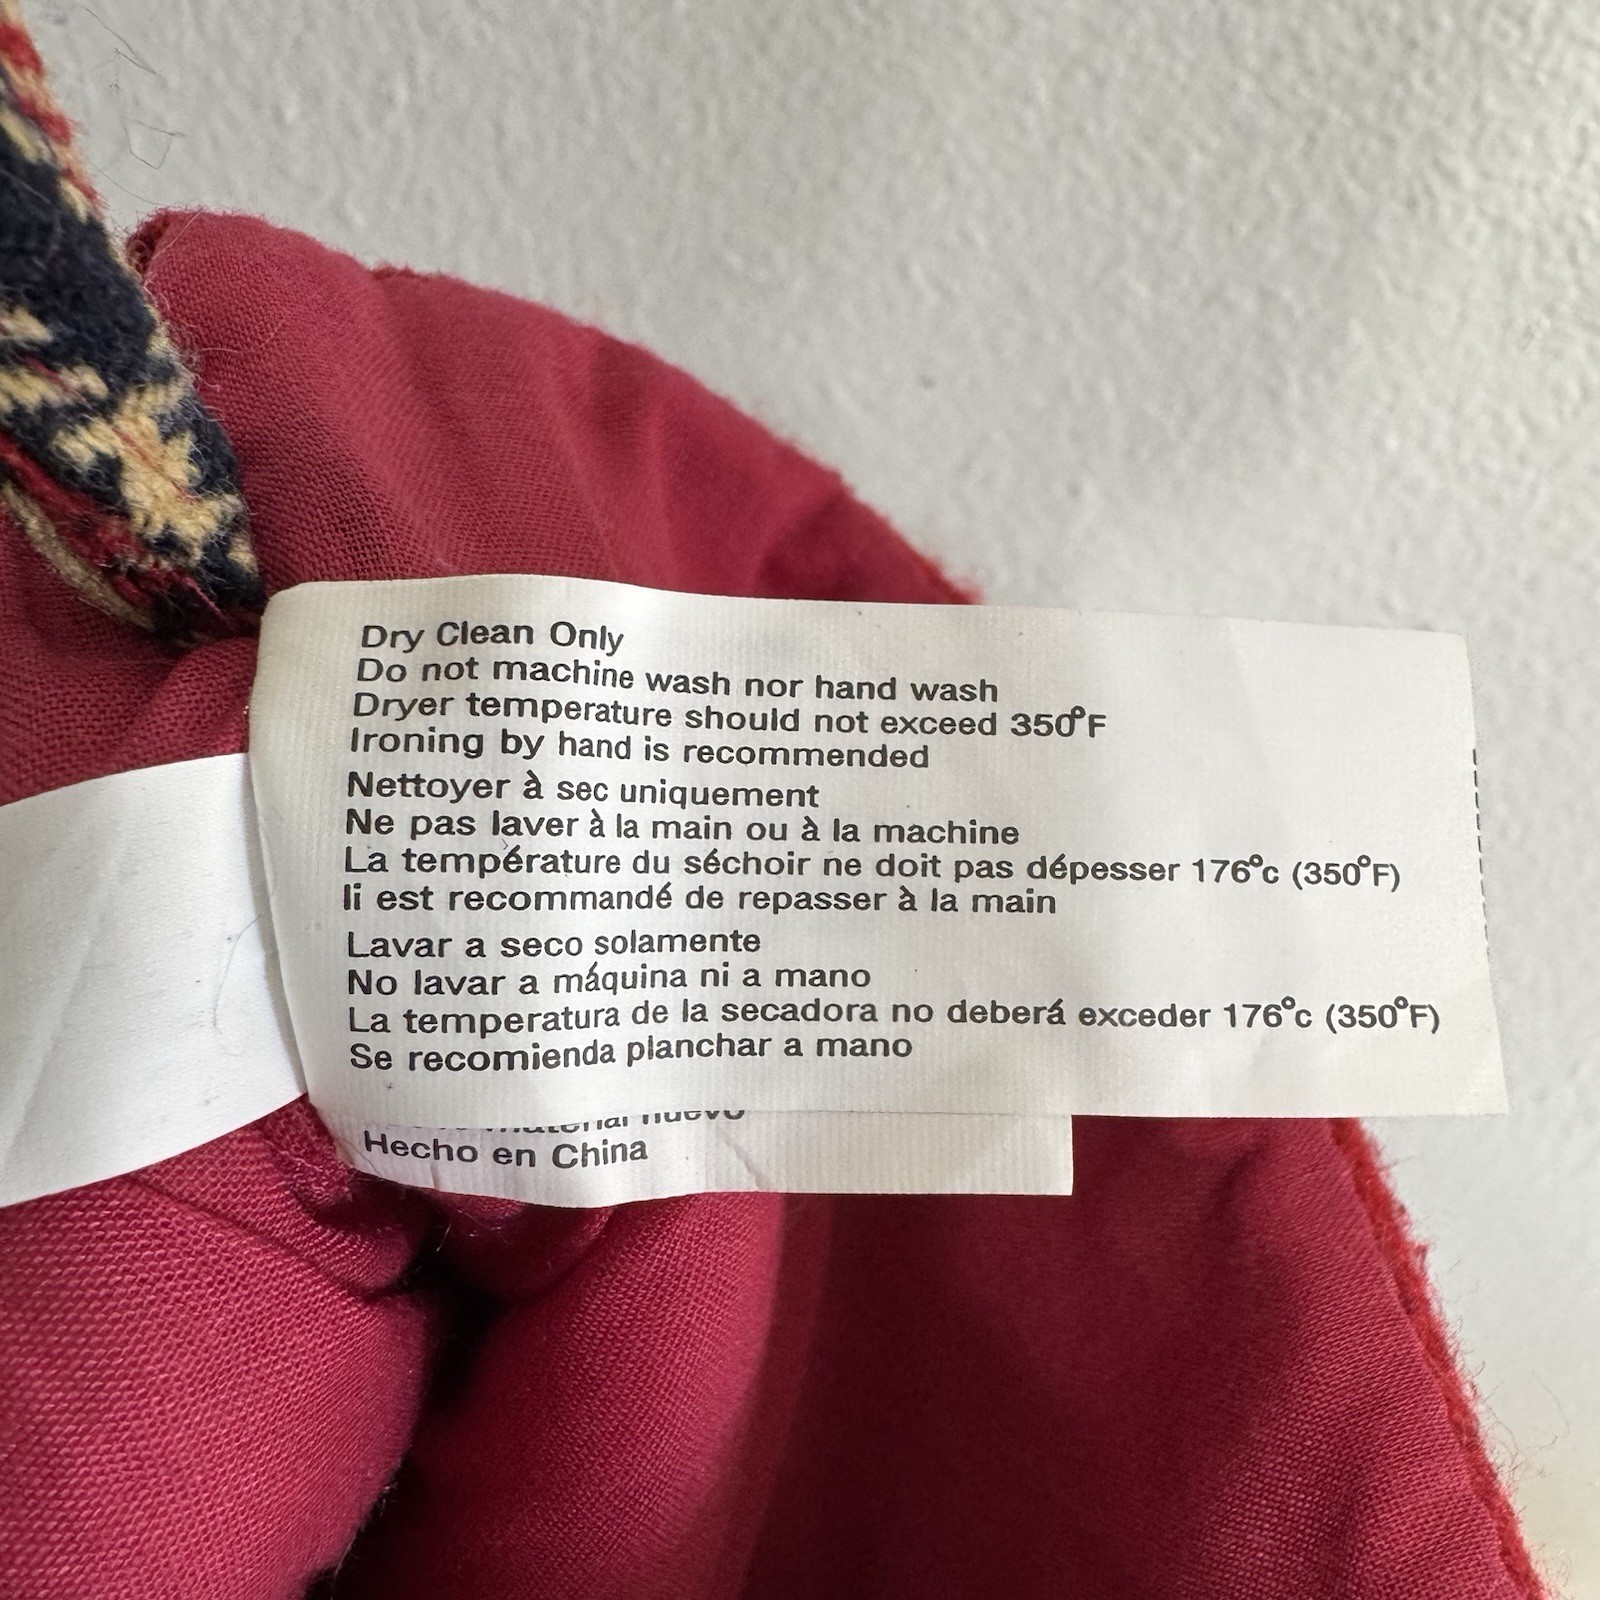 Dry Clean Only
Do not machine wash nor hand wash
Dryer temperature should not exceed 350°F
Ironing by hand is recommended
Nettoyer à sec uniquement
Ne pas laver à la main ou à la machine
La température du séchoir ne doit pas dépesser 176°c (350°F)
Ii est recommandé de repasser à la main
Lavar a seco solamente
No lavar a máquina ni a mano
La temperatura de la secadora no deberá exceder 176°c (350°F)
Se recomienda planchar a mano
material nuevo
Hecho en China